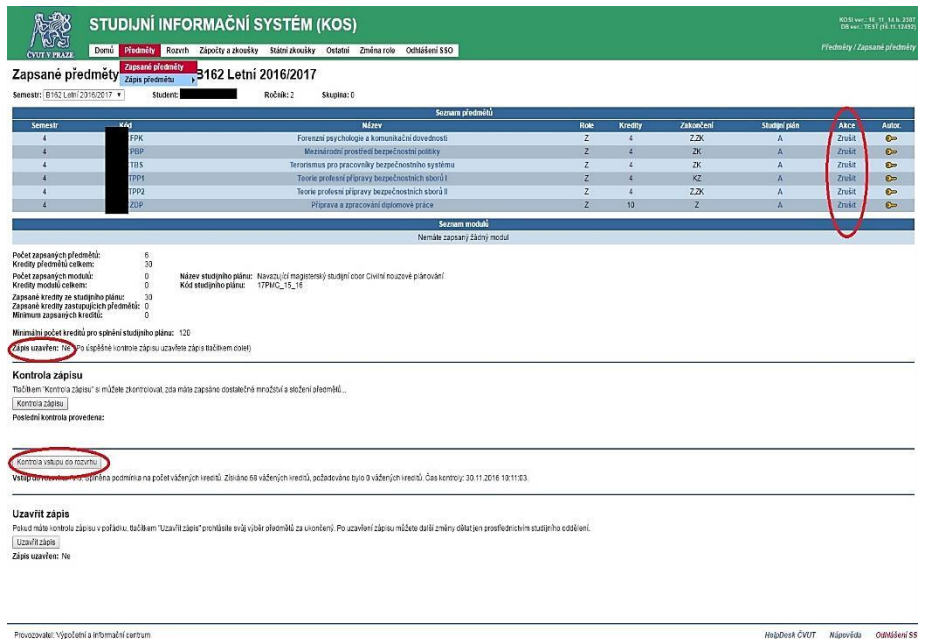 STUDIJNÍ INFORMAČNÍ SYSTÉM (KOS)
ČVUT V PRAZE
Domů Předměty Rozvrh Zápočty a zkoušky Státní zkoušky Ostatní Změna role Odhlášení SSO
Předměty / Zapsané předměty
Zapsané předměty
Zápis předmětu
Zapsané předměty B162 Letní 2016/2017
Semestr: B162 Letní 2016/2017 Student: Ročník: 2 Skupina: 0
Seznam předmětů
Semestr Kód Název Role Kredity Zakončení Studijní plán Akce Autor.
4 FPK Forenzní psychologie a komunikační dovednosti Z 4 Z,ZK A Zrušit
4 PBP Mezinárodní prostředí bezpečnostní politiky Z 4 ZK A Zrušit
4 TBS Terorismus pro pracovníky bezpečnostního systému Z 4 ZK A Zrušit
4 TPP1 Teorie profesní přípravy bezpečnostních sborů I Z 4 KZ A Zrušit
4 TPP2 Teorie profesní přípravy bezpečnostních sborů II Z 4 Z,ZK A Zrušit
4 ZDP Příprava a zpracování diplomové práce Z 10 Z A Zrušit
Seznam modulů
Nemáte zapsaný žádný modul
Počet zapsaných předmětů: 6
Kredity předmětů celkem: 30
Počet zapsaných modulů: 0 Název studijního plánu: Navazující magisterský studijní obor Civilní nouzové plánování
Kredity modulů celkem: 0 Kód studijního plánu: 17PMC_15_16
Zapsané kredity ze studijního plánu: 30
Zapsané kredity zastupujících předmětů: 0
Minimum zapsaných kreditů: 0
Minimální počet kreditů pro splnění studijního plánu: 120
Zápis uzavřen: Ne (Po úspěšné kontrole zápisu uzavřete zápis tlačítkem dole!)
Kontrola zápisu
Tlačítkem "Kontrola zápisu" si můžete zkontrolovat, zda máte zapsáno dostatečné množství a složení předmětů...
Kontrola zápisu
Poslední kontrola provedena:
Kontrola vstupu do rozvrhu
Vstup do rozvrhu: splněna podmínka na počet vážených kreditů. Získáno 68 vážených kreditů, požadováno bylo 0 vážených kreditů. Čas kontroly: 30.11.2016 10:11:03.
Uzavřít zápis
Pokud máte kontrolu zápisu v pořádku, tlačítkem "Uzavřít zápis" prohlásíte svůj výběr předmětů za ukončený. Po uzavření zápisu můžete další změny dělat jen prostřednictvím studijního oddělení.
Uzavřít zápis
Zápis uzavřen: Ne
Provozovatel: Výpočetní a informační centrum HelpDesk ČVUT Nápověda Odhlášení SS